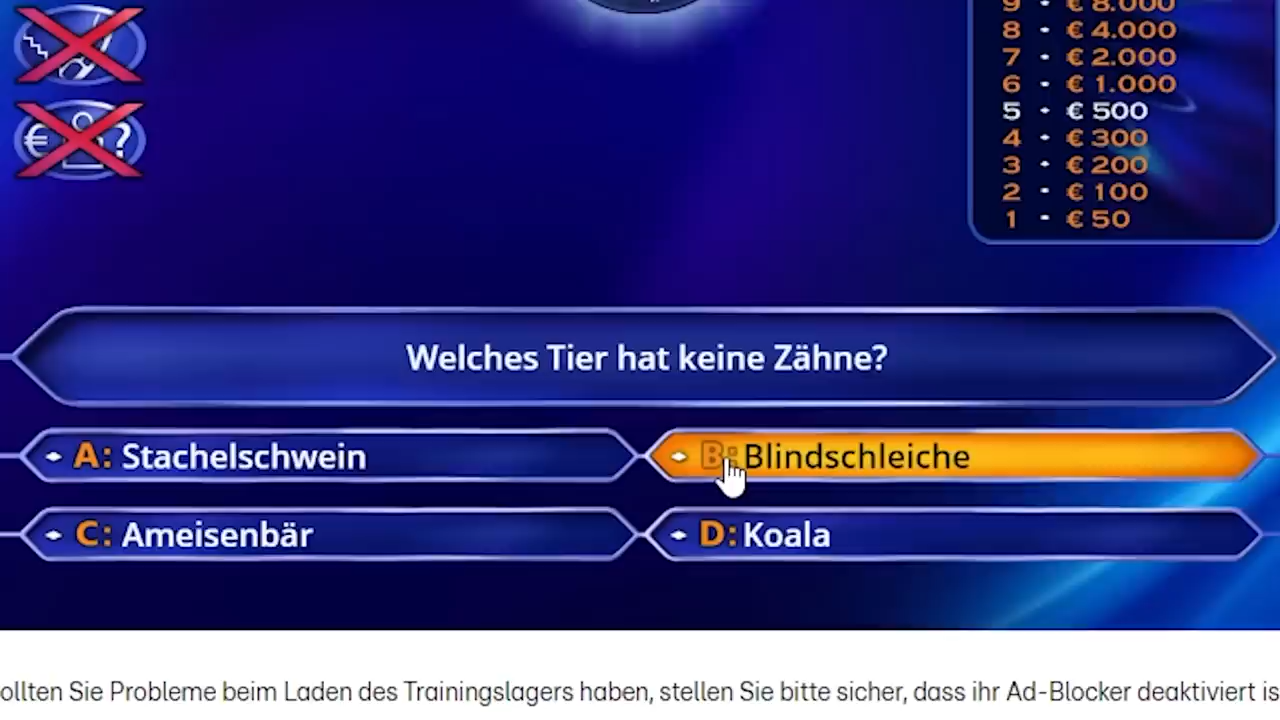 9 · € 8.000
8 · € 4.000
7 · € 2.000
6 · € 1.000
5 · € 500
4 · € 300
3 · € 200
2 · € 100
1 · € 50
€ ?
Welches Tier hat keine Zähne?
A: Stachelschwein
B: Blindschleiche
C: Ameisenbär
D: Koala
ollten Sie Probleme beim Laden des Trainingslagers haben, stellen Sie bitte sicher, dass ihr Ad-Blocker deaktiviert is